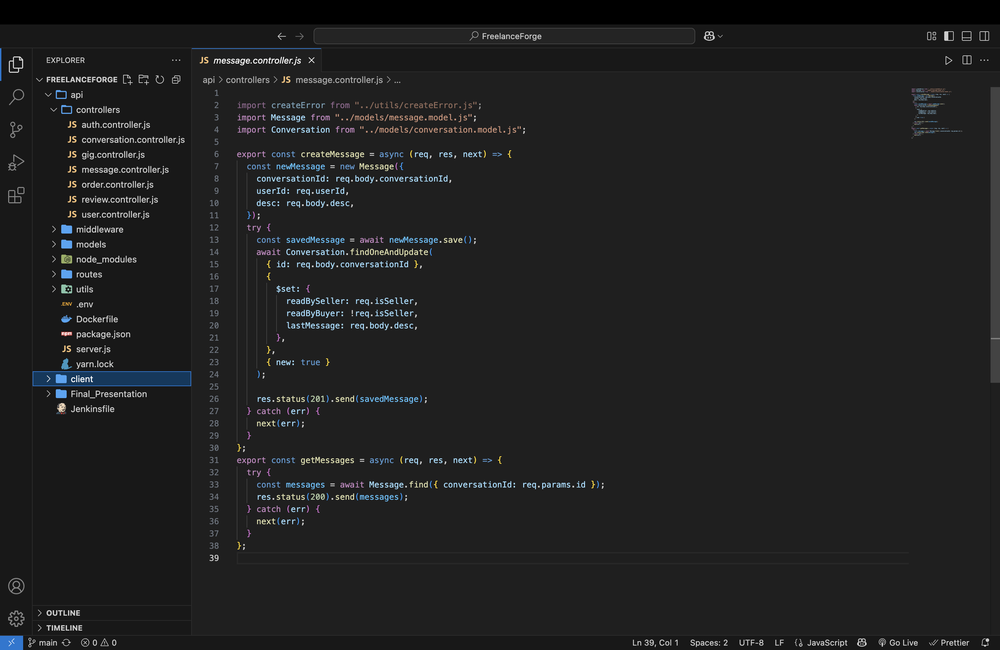 FreelanceForge
EXPLORER
FREELANCEFORGE
api
controllers
JS auth.controller.js
JS conversation.controller.js
JS gig.controller.js
JS message.controller.js
JS order.controller.js
JS review.controller.js
JS user.controller.js
middleware
models
node_modules
routes
utils
.ENV .env
Dockerfile
npm package.json
JS server.js
yarn.lock
client
Final_Presentation
Jenkinsfile
OUTLINE
TIMELINE
JS message.controller.js
api > controllers > JS message.controller.js > ...
1
2 import createError from "../utils/createError.js";
3 import Message from "../models/message.model.js";
4 import Conversation from "../models/conversation.model.js";
5
6 export const createMessage = async (req, res, next) => {
7 const newMessage = new Message({
8 conversationId: req.body.conversationId,
9 userId: req.userId,
10 desc: req.body.desc,
11 });
12 try {
13 const savedMessage = await newMessage.save();
14 await Conversation.findOneAndUpdate(
15 { id: req.body.conversationId },
16 {
17 $set: {
18 readBySeller: req.isSeller,
19 readByBuyer: !req.isSeller,
20 lastMessage: req.body.desc,
21 },
22 },
23 { new: true }
24 );
25
26 res.status(201).send(savedMessage);
27 } catch (err) {
28 next(err);
29 }
30 };
31 export const getMessages = async (req, res, next) => {
32 try {
33 const messages = await Message.find({ conversationId: req.params.id });
34 res.status(200).send(messages);
35 } catch (err) {
36 next(err);
37 }
38 };
39
main 0 0
Ln 39, Col 1 Spaces: 2 UTF-8 LF JavaScript Go Live Prettier